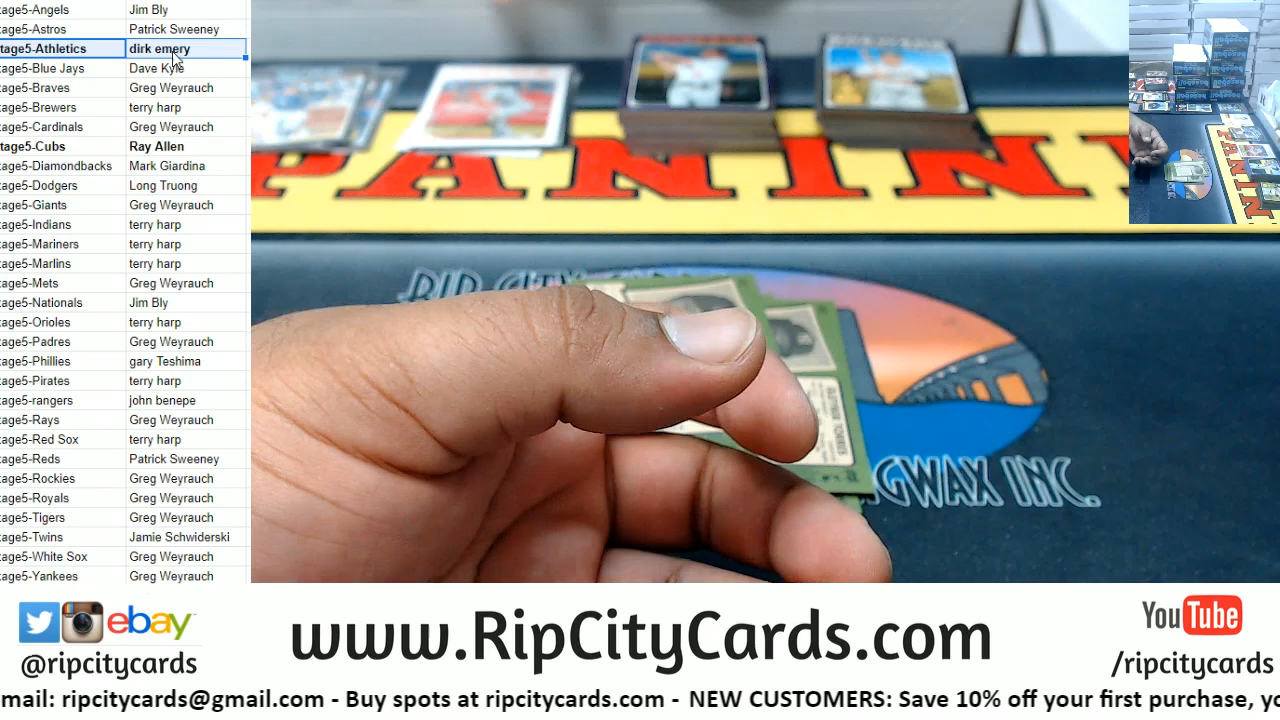 tage5-Angels Jim Bly
tage5-Astros Patrick Sweeney
tage5-Athletics dirk emery
tage5-Blue Jays Dave Kyle
tage5-Braves Greg Weyrauch
tage5-Brewers terry harp
tage5-Cardinals Greg Weyrauch
tage5-Cubs Ray Allen
tage5-Diamondbacks Mark Giardina
tage5-Dodgers Long Truong
tage5-Giants Greg Weyrauch
tage5-Indians terry harp
tage5-Mariners terry harp
tage5-Marlins terry harp
tage5-Mets Greg Weyrauch
tage5-Nationals Jim Bly
tage5-Orioles terry harp
tage5-Padres Greg Weyrauch
tage5-Phillies gary Teshima
tage5-Pirates terry harp
tage5-rangers john benepe
tage5-Rays Greg Weyrauch
tage5-Red Sox terry harp
tage5-Reds Patrick Sweeney
tage5-Rockies Greg Weyrauch
tage5-Royals Greg Weyrauch
tage5-Tigers Greg Weyrauch
tage5-Twins Jamie Schwiderski
tage5-White Sox Greg Weyrauch
tage5-Yankees Greg Weyrauch
PANINI
RIP CITY
GWAX INC.
PANINI
ebay
@ripcitycards
www.RipCityCards.com
YouTube
/ripcitycards
mail: ripcitycards@gmail.com - Buy spots at ripcitycards.com - NEW CUSTOMERS: Save 10% off your first purchase, yo